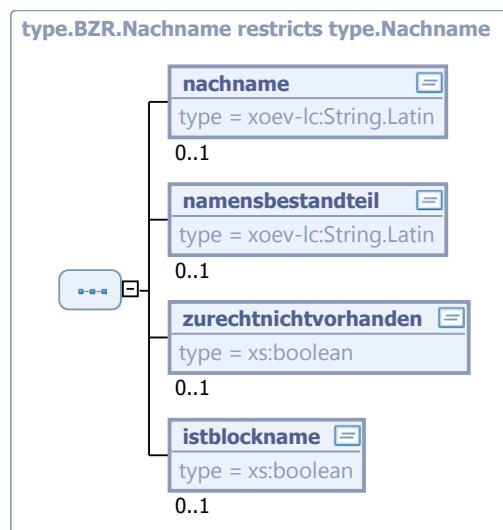 type.BZR.Nachname restricts type.Nachname
nachname
type = xoev-lc:String.Latin
0..1
namensbestandteil
type = xoev-lc:String.Latin
0..1
zurechtnichtvorhanden
type = xs:boolean
0..1
istblockname
type = xs:boolean
0..1